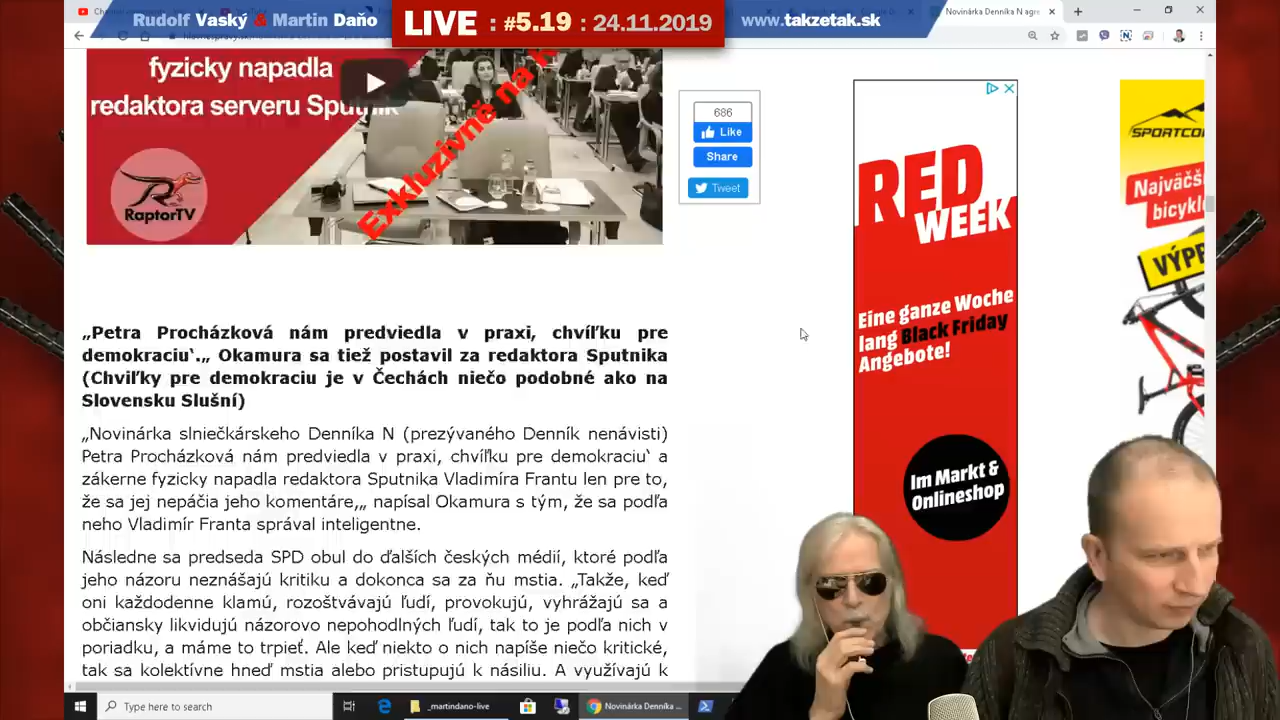 Rudolf Vaský & Martin Daňo
LIVE : #5.19 : 24.11.2019
www.takzetak.sk
Novinárka Denníka N agre
fyzicky napadla
redaktora serveru Sputnik
Exkluzivně na k
RaptorTV
686
Like
Share
Tweet
RED
WEEK
Eine ganze Woche
lang Black Friday
Angebote!
Im Markt &
Onlineshop
SPORTCO
Najväčš
bicykl
VÝP
„Petra Procházková nám predviedla v praxi, chvíľku pre
demokraciu‘.„ Okamura sa tiež postavil za redaktora Sputnika
(Chviľky pre demokraciu je v Čechách niečo podobné ako na
Slovensku Slušní)
„Novinárka slniečkárskeho Denníka N (prezývaného Denník nenávisti)
Petra Procházková nám predviedla v praxi, chvíľku pre demokraciu‘ a
zákerne fyzicky napadla redaktora Sputnika Vladimíra Frantu len pre to,
že sa jej nepáčia jeho komentáre,„ napísal Okamura s tým, že sa podľa
neho Vladimír Franta správal inteligentne.
Následne sa predseda SPD obul do ďalších českých médií, ktoré podľa
jeho názoru neznášajú kritiku a dokonca sa za ňu mstia. „Takže, keď
oni každodenne klamú, rozoštvávajú ľudí, provokujú, vyhrážajú sa a
občiansky likvidujú názorovo nepohodlných ľudí, tak to je podľa nich v
poriadku, a máme to trpieť. Ale keď niekto o nich napíše niečo kritické,
tak sa kolektívne hneď mstia alebo pristupujú k násiliu. A využívajú k
Type here to search
_martindano-live
Novinárka Denníka ...